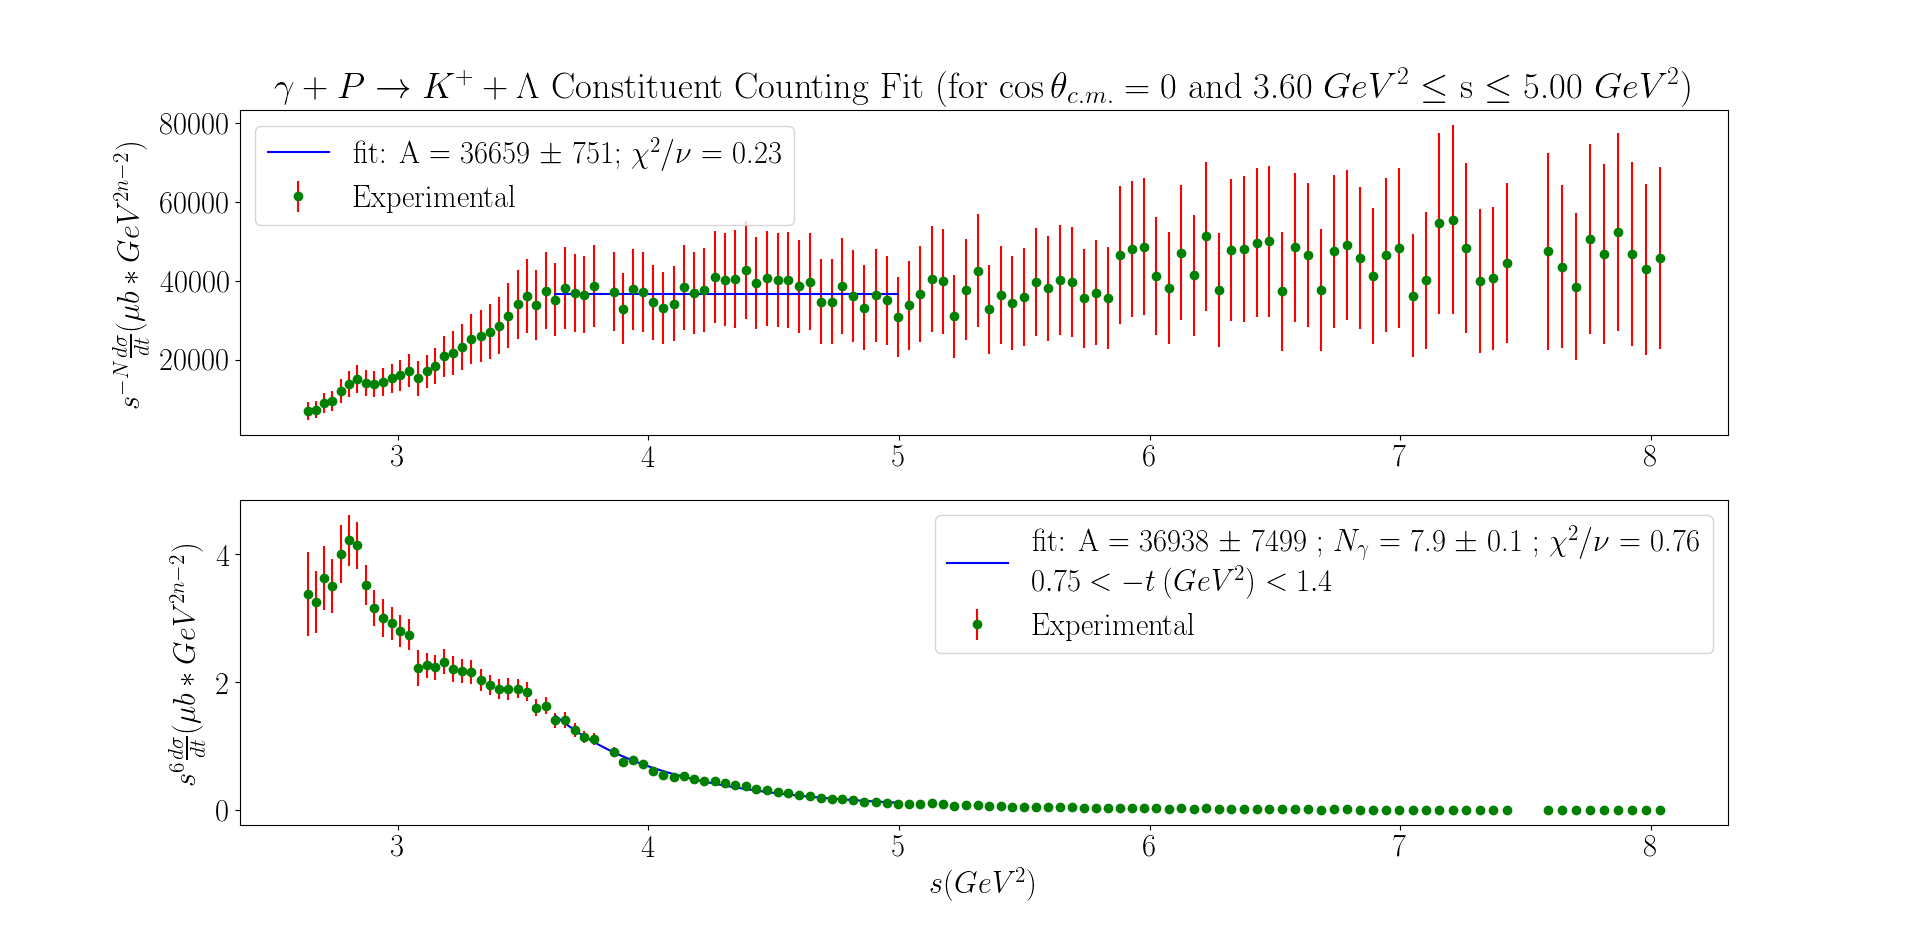 γ + P → K⁺ + Λ Constituent Counting Fit (for cos θ_{c.m.} = 0 and 3.60 GeV² ≤ s ≤ 5.00 GeV²)
80000
60000
40000
20000
s^{-N} dσ/dt (μb ∗ GeV^{2n−2})
fit: A = 36659 ± 751; χ²/ν = 0.23
Experimental
3 4 5 6 7 8
4
2
0
s⁶ dσ/dt (μb ∗ GeV^{2n−2})
fit: A = 36938 ± 7499 ; N_γ = 7.9 ± 0.1 ; χ²/ν = 0.76
0.75 < −t (GeV²) < 1.4
Experimental
3 4 5 6 7 8
s(GeV²)